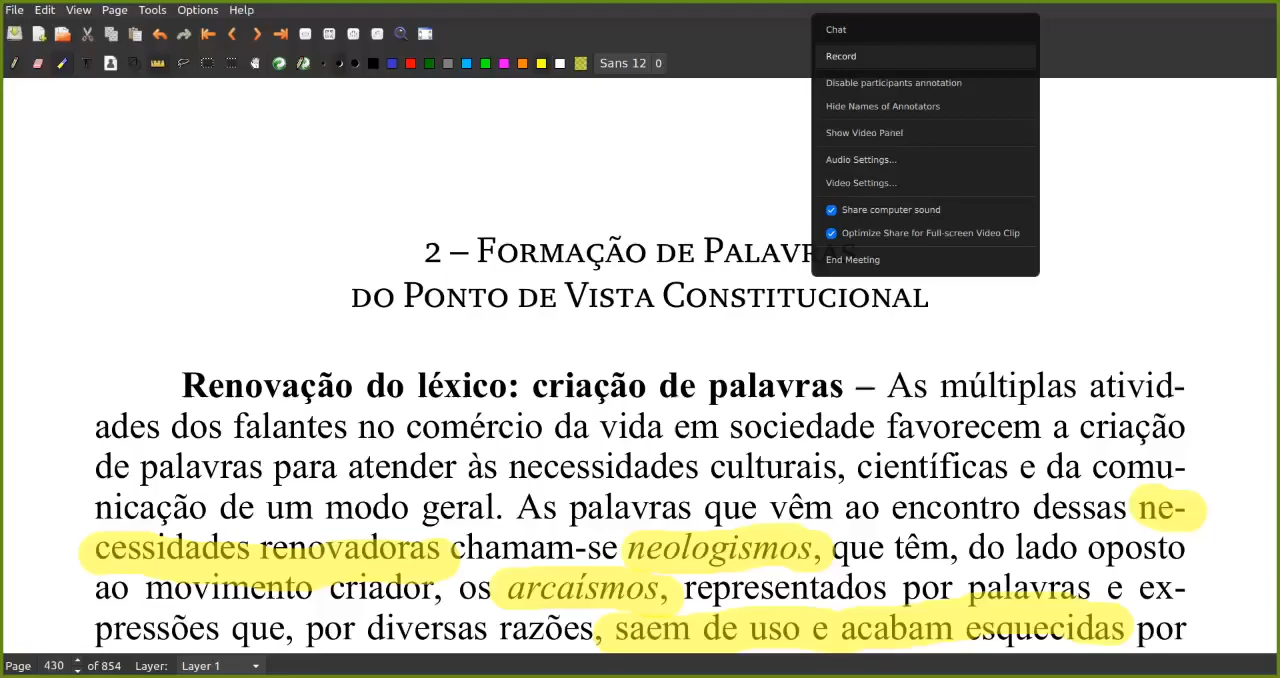 File Edit View Page Tools Options Help
Sans 12 0
Chat
Record
Disable participants annotation
Hide Names of Annotators
Show Video Panel
Audio Settings...
Video Settings...
Share computer sound
Optimize Share for Full-screen Video Clip
End Meeting
2 – Formação de Palavras
do Ponto de Vista Constitucional
Renovação do léxico: criação de palavras – As múltiplas ativid-
ades dos falantes no comércio da vida em sociedade favorecem a criação
de palavras para atender às necessidades culturais, científicas e da comu-
nicação de um modo geral. As palavras que vêm ao encontro dessas ne-
cessidades renovadoras chamam-se neologismos, que têm, do lado oposto
ao movimento criador, os arcaísmos, representados por palavras e ex-
pressões que, por diversas razões, saem de uso e acabam esquecidas por
Page 430 of 854 Layer: Layer 1